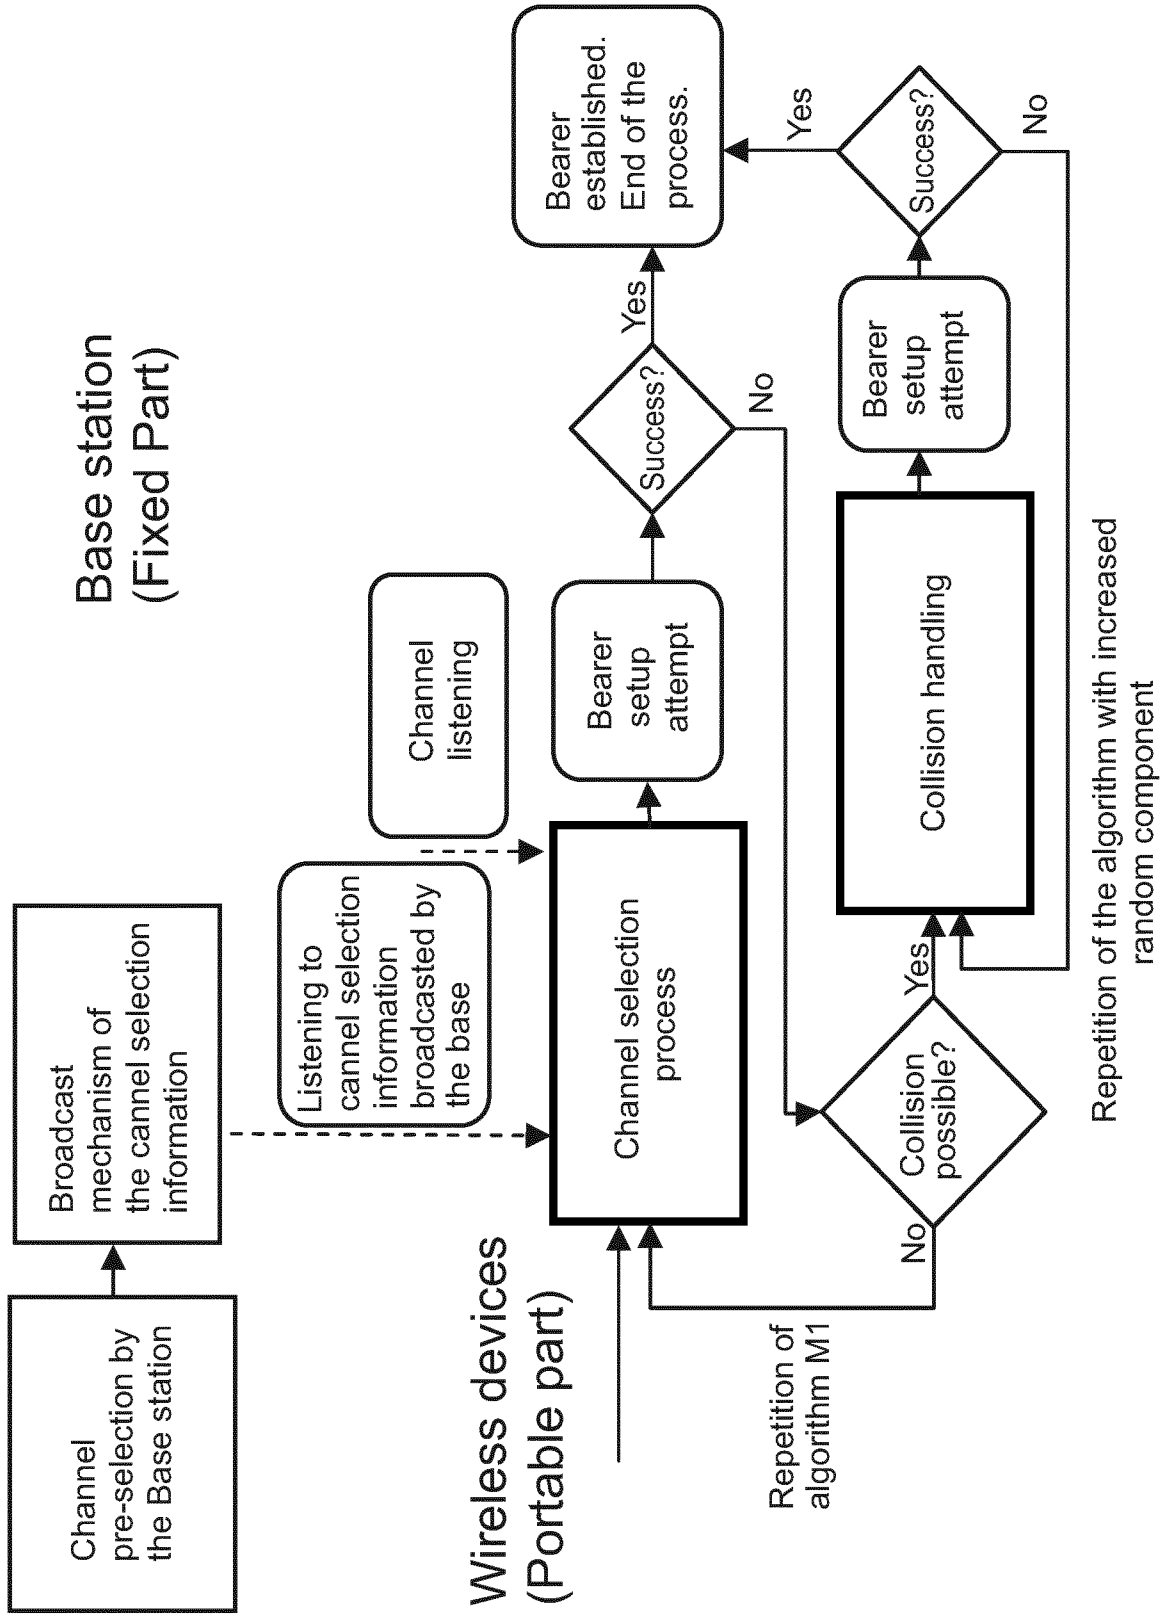 Base station
(Fixed Part)
Channel
pre-selection by
the Base station
Broadcast
mechanism of
the cannel selection
information
Listening to
cannel selection
information
broadcasted by
the base
Channel
listening
Wireless devices
(Portable part)
Channel selection
process
Bearer
setup
attempt
Success?
Yes
No
Bearer
established.
End of the
process.
Repetition of
algorithm M1
No
Collision
possible?
Yes
Collision handling
Bearer
setup
attempt
Success?
Yes
No
Repetition of the algorithm with increased
random component